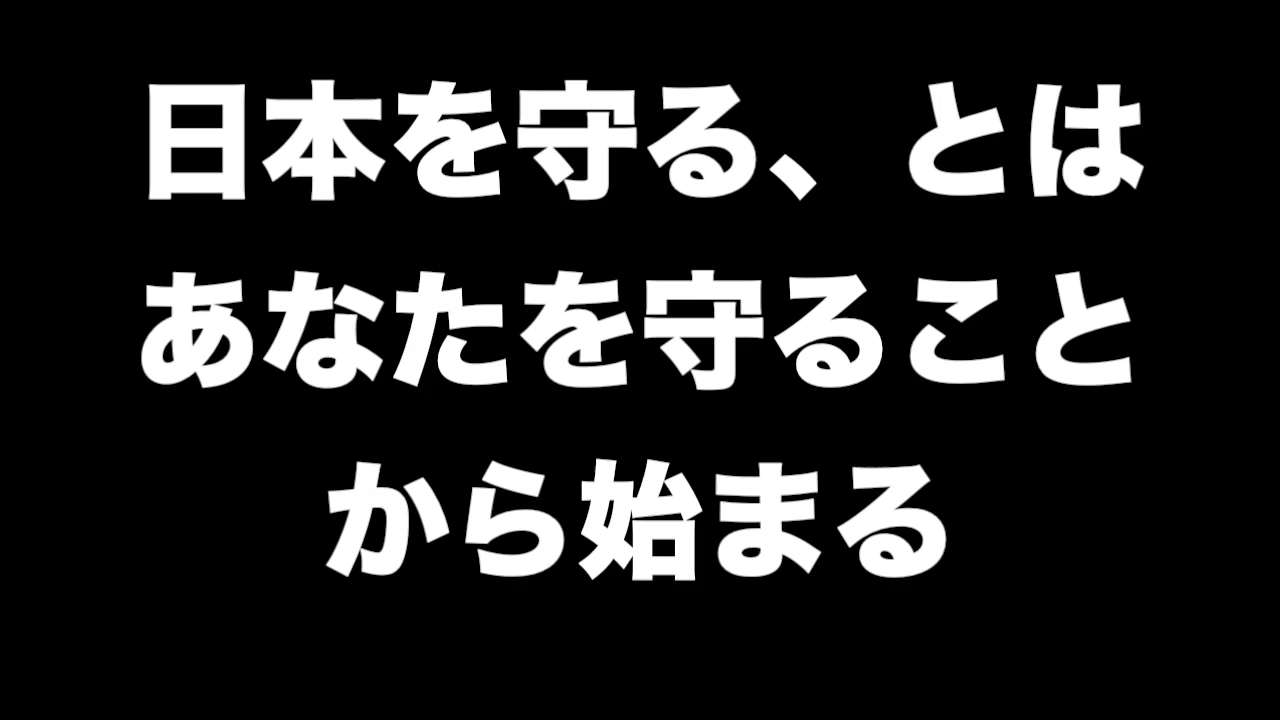 日本を守る、とは
あなたを守ること
から始まる